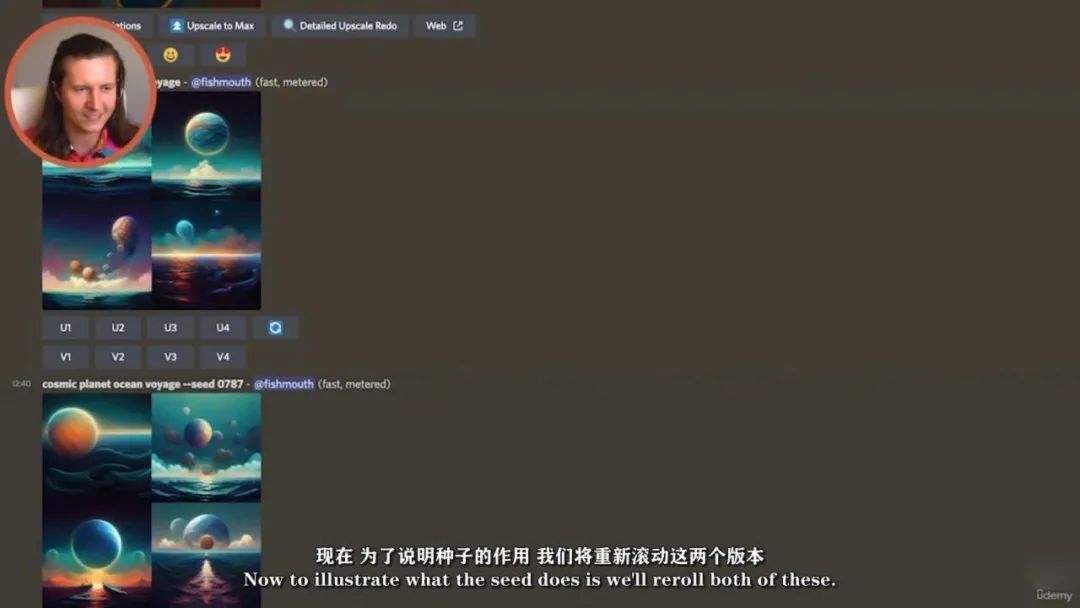 Upscale to Max
Detailed Upscale Redo
Web
- @fishmouth (fast, metered)
U1 U2 U3 U4
V1 V2 V3 V4
12:40 cosmic planet ocean voyage --seed 0787 - @fishmouth (fast, metered)
现在 为了说明种子的作用 我们将重新滚动这两个版本
Now to illustrate what the seed does is we'll reroll both of these.
ûdemy